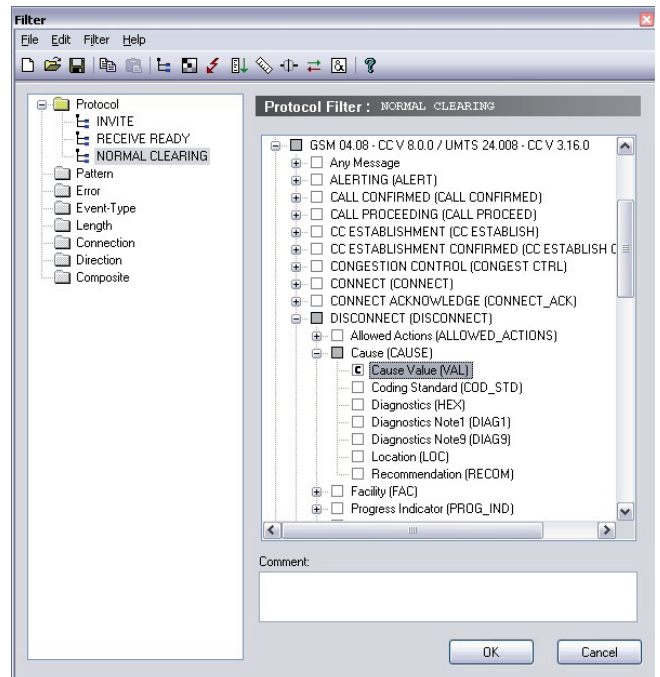 Filter
File Edit Filter Help
Protocol
INVITE
RECEIVE READY
NORMAL CLEARING
Pattern
Error
Event-Type
Length
Connection
Direction
Composite
Protocol Filter : NORMAL CLEARING
GSM 04.08 - CC V 8.0.0 / UMTS 24.008 - CC V 3.16.0
Any Message
ALERTING (ALERT)
CALL CONFIRMED (CALL CONFIRMED)
CALL PROCEEDING (CALL PROCEED)
CC ESTABLISHMENT (CC ESTABLISH)
CC ESTABLISHMENT CONFIRMED (CC ESTABLISH C
CONGESTION CONTROL (CONGEST CTRL)
CONNECT (CONNECT)
CONNECT ACKNOWLEDGE (CONNECT_ACK)
DISCONNECT (DISCONNECT)
Allowed Actions (ALLOWED_ACTIONS)
Cause (CAUSE)
C Cause Value (VAL)
Coding Standard (COD_STD)
Diagnostics (HEX)
Diagnostics Note1 (DIAG1)
Diagnostics Note9 (DIAG9)
Location (LOC)
Recommendation (RECOM)
Facility (FAC)
Progress Indicator (PROG_IND)
Comment:
OK Cancel